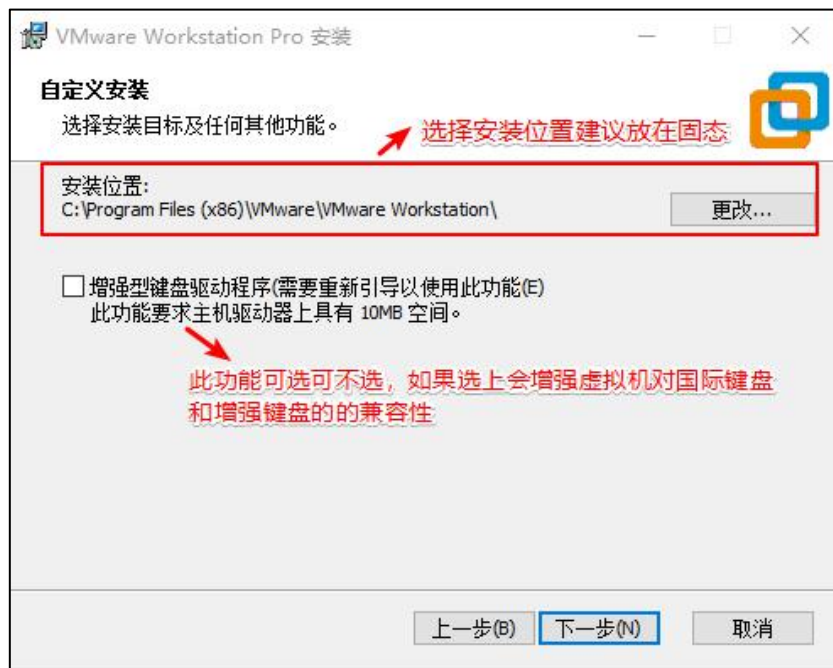 VMware Workstation Pro 安装
自定义安装
选择安装目标及任何其他功能。
选择安装位置建议放在固态
安装位置:
C:\Program Files (x86)\VMware\VMware Workstation\
更改...
增强型键盘驱动程序(需要重新引导以使用此功能(E)
此功能要求主机驱动器上具有 10MB 空间。
此功能可选可不选，如果选上会增强虚拟机对国际键盘
和增强键盘的的兼容性
上一步(B)
下一步(N)
取消